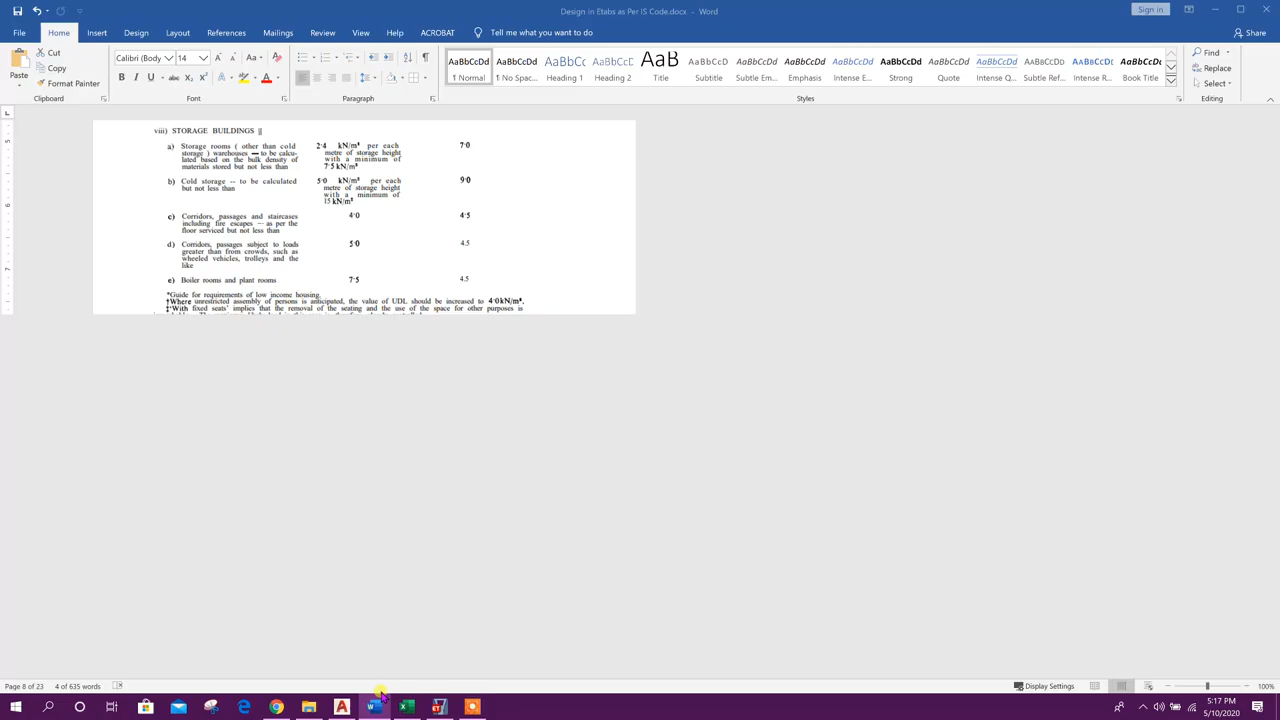 Design in Etabs as Per IS Code.docx - Word
Sign in
File Home Insert Draw Design Layout References Mailings Review View Help ACROBAT Tell me what you want to do Share
Paste Cut Copy Format Painter
Calibri (Body 14
Find Replace Select
AaBbCcDd AaBbCcDd AaBbCc AaBbCcC AaB AaBbCcD AaBbCcDd AaBbCcDd AaBbCcDd AaBbCcDd AaBbCcDd AaBbCcDd AaBbCcDd AaBbCcDd AABBCCDD AaBbCcDd
¶ Normal ¶ No Spac... Heading 1 Heading 2 Title Subtitle Subtle Em... Emphasis Intense E... Strong Quote Intense Q... Subtle Ref... Intense R... Book Title
Clipboard Font Paragraph Styles Editing
viii) STORAGE BUILDINGS ||
a) Storage rooms ( other than cold 2·4 kN/m² per each 7·0
storage ) warehouses — to be calcu- metre of storage height
lated based on the bulk density of with a minimum of
materials stored but not less than 7·5 kN/m²
b) Cold storage -- to be calculated 5·0 kN/m² per each 9·0
but not less than metre of storage height
with a minimum of
15 kN/m²
c) Corridors, passages and staircases 4·0 4·5
including fire escapes -- as per the
floor serviced but not less than
d) Corridors, passages subject to loads 5·0 4.5
greater than from crowds, such as
wheeled vehicles, trolleys and the
like
e) Boiler rooms and plant rooms 7·5 4.5
*Guide for requirements of low income housing.
†Where unrestricted assembly of persons is anticipated, the value of UDL should be increased to 4·0kN/m².
‡'With fixed seats' implies that the removal of the seating and the use of the space for other purposes is
Page 8 of 23 4 of 635 words Display Settings 100%
5:17 PM
5/10/2020